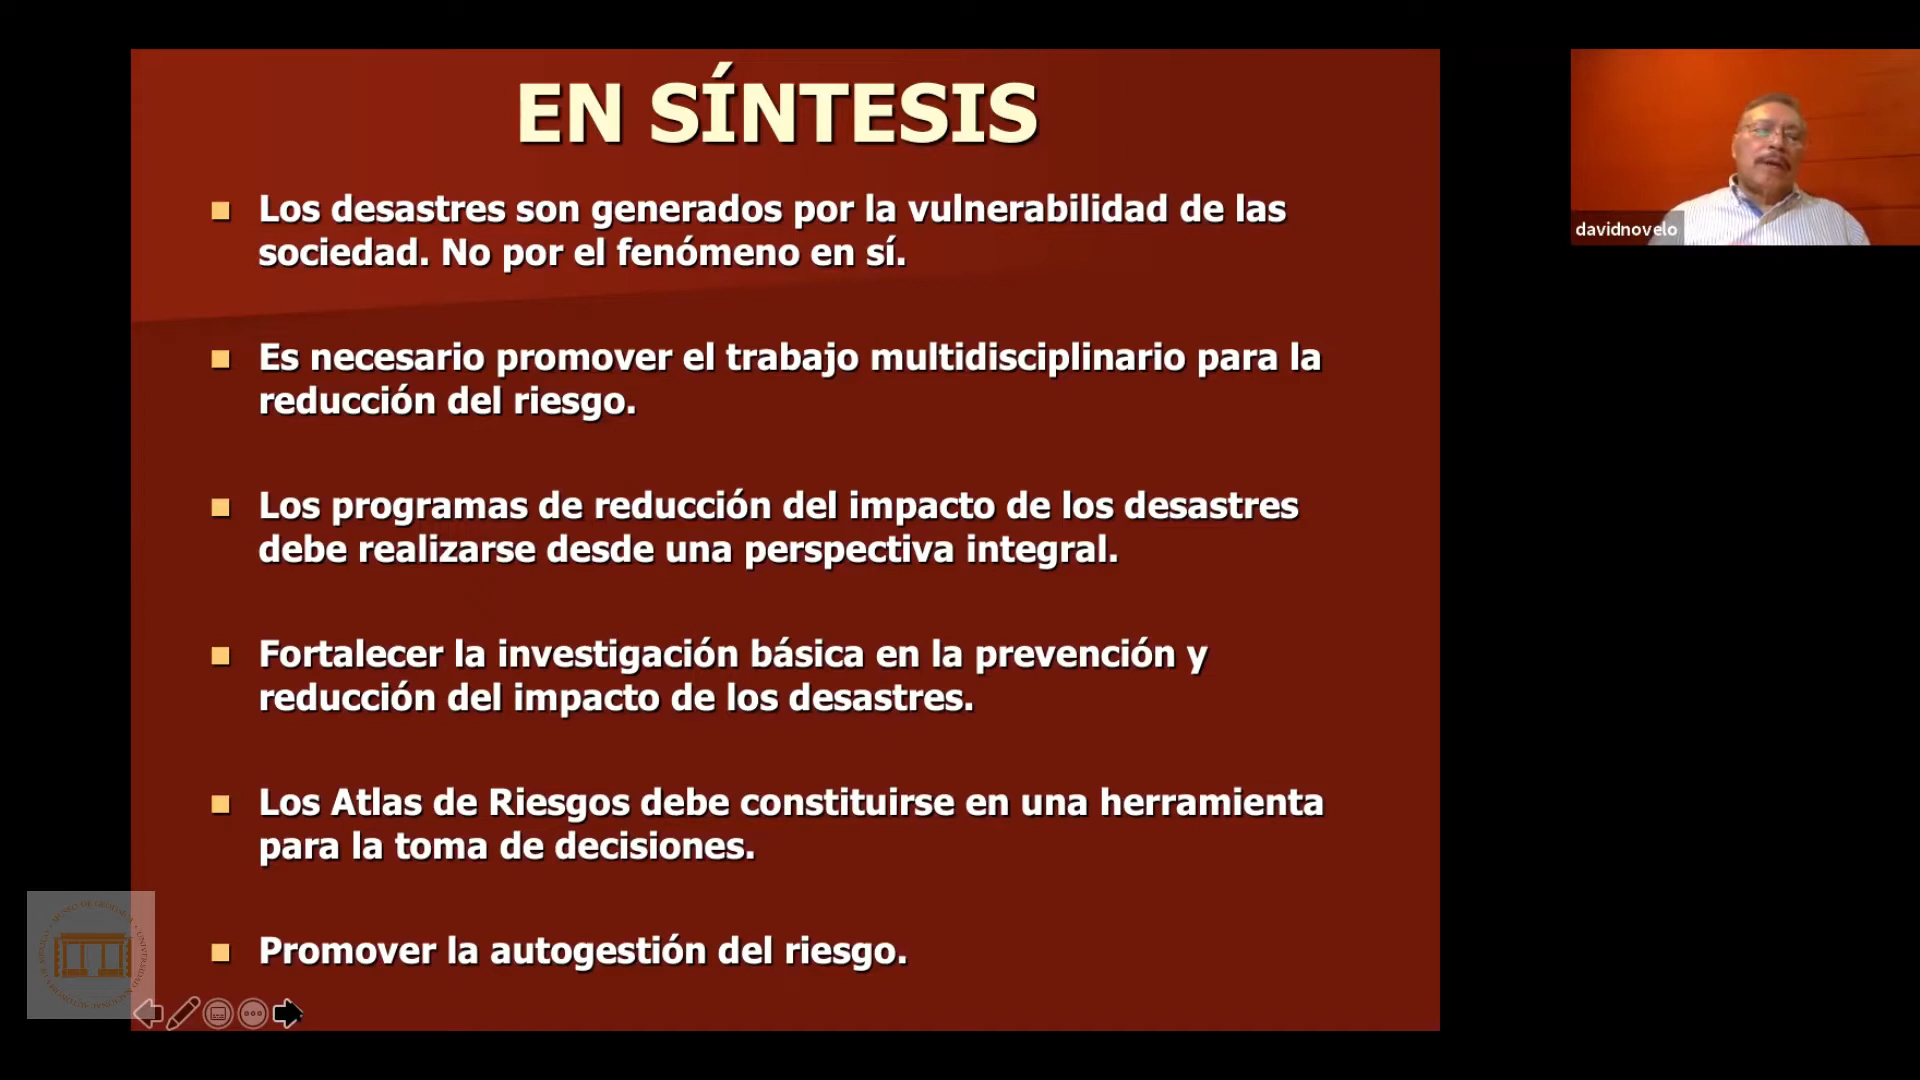 EN SÍNTESIS
Los desastres son generados por la vulnerabilidad de las
sociedad. No por el fenómeno en sí.
Es necesario promover el trabajo multidisciplinario para la
reducción del riesgo.
Los programas de reducción del impacto de los desastres
debe realizarse desde una perspectiva integral.
Fortalecer la investigación básica en la prevención y
reducción del impacto de los desastres.
Los Atlas de Riesgos debe constituirse en una herramienta
para la toma de decisiones.
Promover la autogestión del riesgo.
davidnovelo